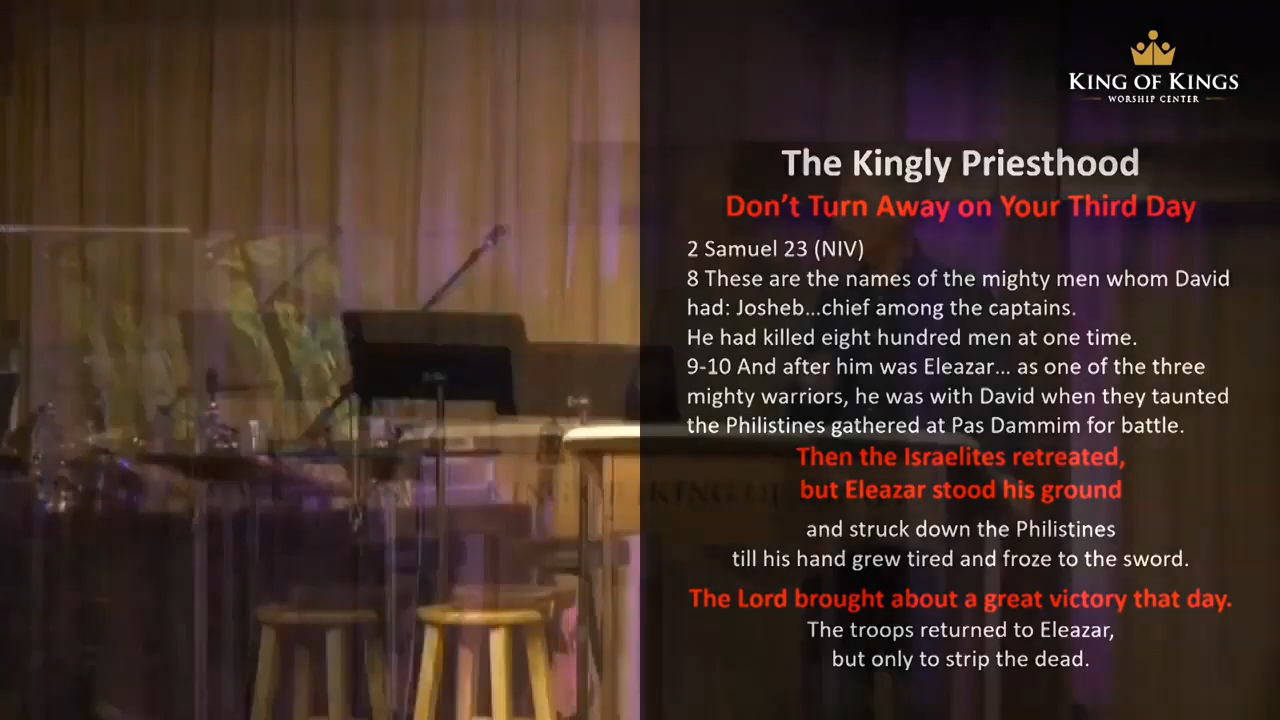 KING OF KINGS
WORSHIP CENTER
The Kingly Priesthood
Don't Turn Away on Your Third Day
2 Samuel 23 (NIV)
8 These are the names of the mighty men whom David
had: Josheb...chief among the captains.
He had killed eight hundred men at one time.
9-10 And after him was Eleazar... as one of the three
mighty warriors, he was with David when they taunted
the Philistines gathered at Pas Dammim for battle.
Then the Israelites retreated,
but Eleazar stood his ground
and struck down the Philistines
till his hand grew tired and froze to the sword.
The Lord brought about a great victory that day.
The troops returned to Eleazar,
but only to strip the dead.